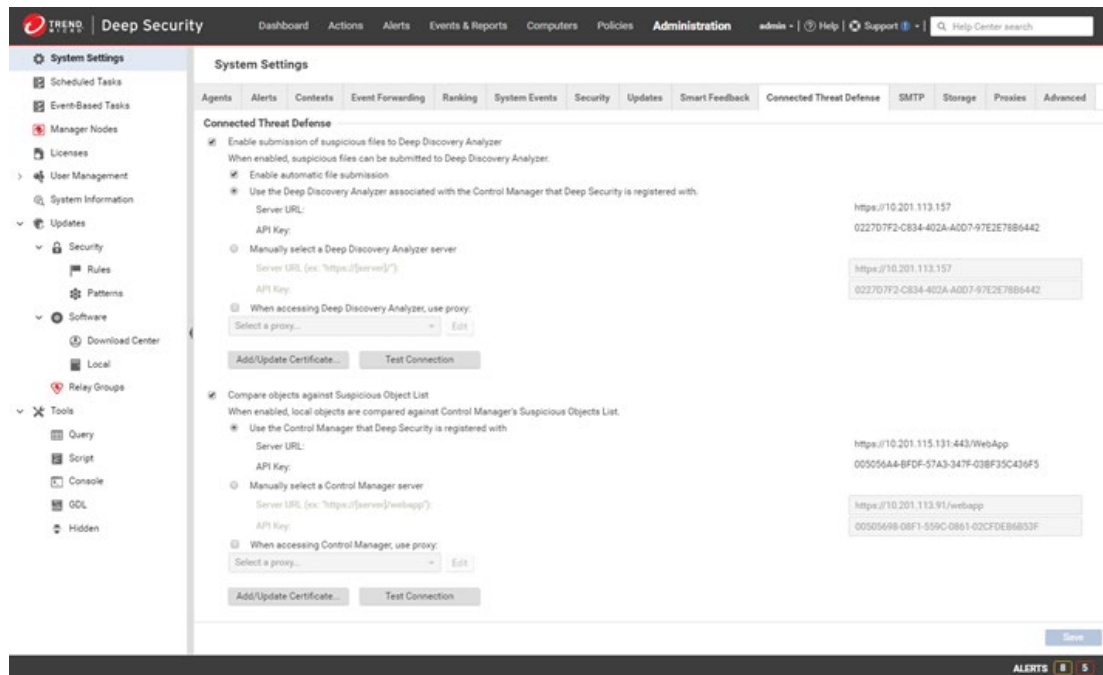 TREND MICRO | Deep Security
Dashboard Actions Alerts Events & Reports Computers Policies Administration
admin | Help | Support | Help Center search
System Settings
Scheduled Tasks
Event-Based Tasks
Manager Nodes
Licenses
User Management
System Information
Updates
Security
Rules
Patterns
Software
Download Center
Local
Relay Groups
Tools
Query
Script
Console
GDL
Hidden
System Settings
Agents Alerts Contexts Event Forwarding Ranking System Events Security Updates Smart Feedback Connected Threat Defense SMTP Storage Proxies Advanced
Connected Threat Defense
Enable submission of suspicious files to Deep Discovery Analyzer
When enabled, suspicious files can be submitted to Deep Discovery Analyzer.
Enable automatic file submission
Use the Deep Discovery Analyzer associated with the Control Manager that Deep Security is registered with.
Server URL: https://10.201.113.157
API Key: 0227D7F2-C834-402A-A0D7-97E2E78B6442
Manually select a Deep Discovery Analyzer server
Server URL (ex: "https://[server]/"): https://10.201.113.157
API Key: 0227D7F2-C834-402A-A0D7-97E2E78B6442
When accessing Deep Discovery Analyzer, use proxy:
Select a proxy... Edit
Add/Update Certificate... Test Connection
Compare objects against Suspicious Object List
When enabled, local objects are compared against Control Manager's Suspicious Objects List.
Use the Control Manager that Deep Security is registered with
Server URL: https://10.201.115.131:443/WebApp
API Key: 005056A4-BFDF-57A3-347F-03BF35C436F5
Manually select a Control Manager server
Server URL (ex: "https://[server]/webapp"): https://10.201.113.91/webapp
API Key: 00505698-08F1-559C-0861-02CFDEB6B53F
When accessing Control Manager, use proxy:
Select a proxy... Edit
Add/Update Certificate... Test Connection
Save
ALERTS 8 5